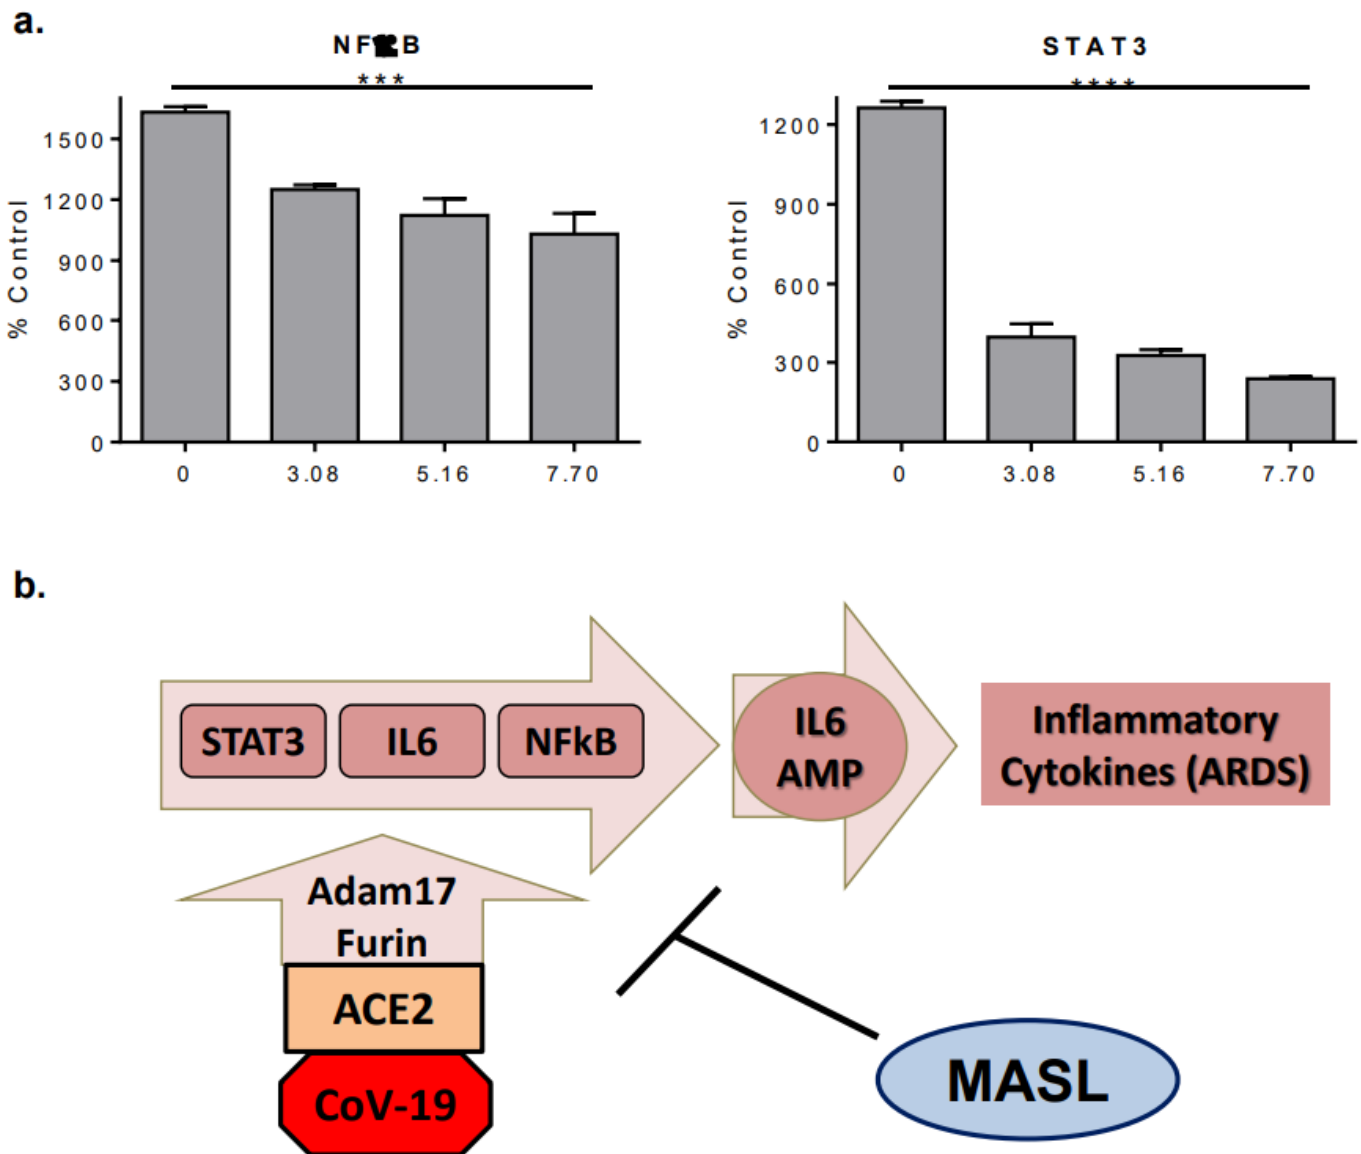 a.
NF B
***
% Control
1500
1200
900
600
300
0
0 3.08 5.16 7.70
STAT3
****
% Control
1200
900
600
300
0
0 3.08 5.16 7.70
b.
STAT3 IL6 NFkB
IL6
AMP
Inflammatory
Cytokines (ARDS)
Adam17
Furin
ACE2
CoV-19
MASL